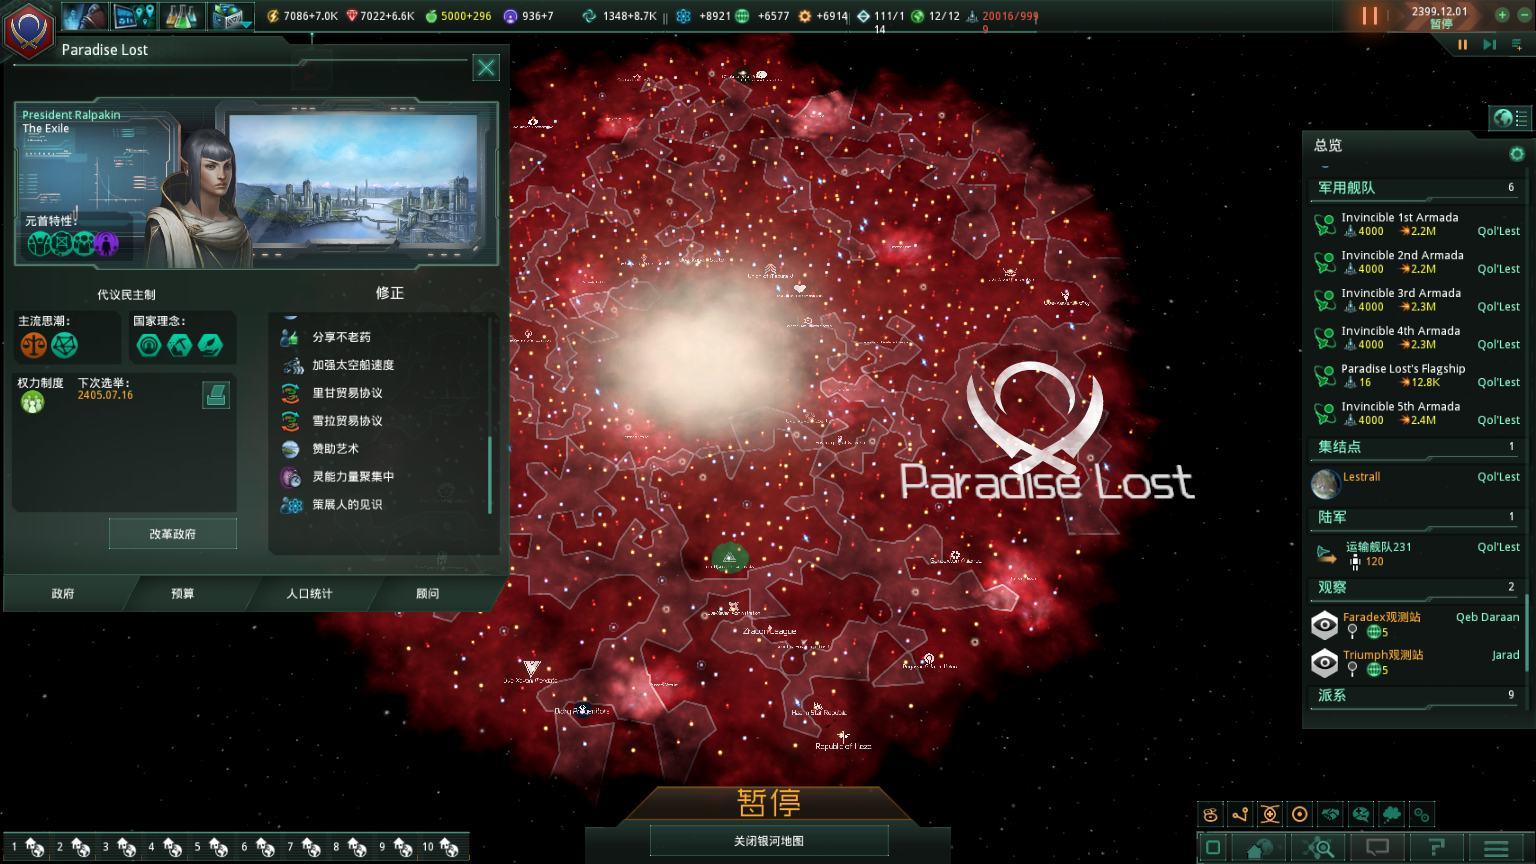 7086+7.0K 7022+6.6K 5000+296 936+7 1348+8.7K +8921 +6577 +6914 111/1 12/12 20016/999
14 9
2399.12.01
暂停
Paradise Lost
President Ralpakin
The Exile
元首特性:
代议民主制
修正
主流思潮:
国家理念:
权力制度
下次选举:
2405.07.16
改革政府
分享不老药
加强太空船速度
里甘贸易协议
雪拉贸易协议
赞助艺术
灵能力量聚集中
策展人的见识
政府
预算
人口统计
顾问
Paradise Lost
Zracon League
Republic of Haza
总览
军用舰队 6
Invincible 1st Armada
4000 2.2M Qol'Lest
Invincible 2nd Armada
4000 2.2M Qol'Lest
Invincible 3rd Armada
4000 2.3M Qol'Lest
Invincible 4th Armada
4000 2.3M Qol'Lest
Paradise Lost's Flagship
16 12.8K Qol'Lest
Invincible 5th Armada
4000 2.4M Qol'Lest
集结点 1
Lestrall Qol'Lest
陆军 1
运输舰队231 Qol'Lest
120
观察 2
Faradex观测站 Qeb Daraan
5
Triumph观测站 Jarad
5
派系 9
暂停
关闭银河地图
1 2 3 4 5 6 7 8 9 10